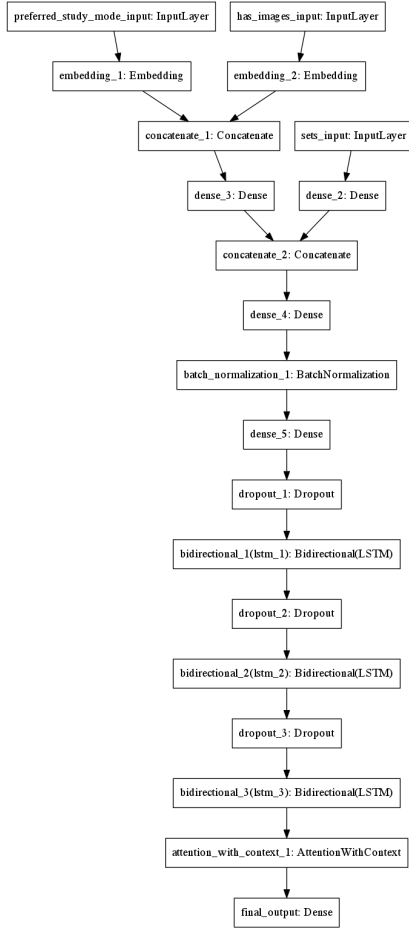 preferred_study_mode_input: InputLayer
has_images_input: InputLayer
embedding_1: Embedding
embedding_2: Embedding
concatenate_1: Concatenate
sets_input: InputLayer
dense_3: Dense
dense_2: Dense
concatenate_2: Concatenate
dense_4: Dense
batch_normalization_1: BatchNormalization
dense_5: Dense
dropout_1: Dropout
bidirectional_1(lstm_1): Bidirectional(LSTM)
dropout_2: Dropout
bidirectional_2(lstm_2): Bidirectional(LSTM)
dropout_3: Dropout
bidirectional_3(lstm_3): Bidirectional(LSTM)
attention_with_context_1: AttentionWithContext
final_output: Dense